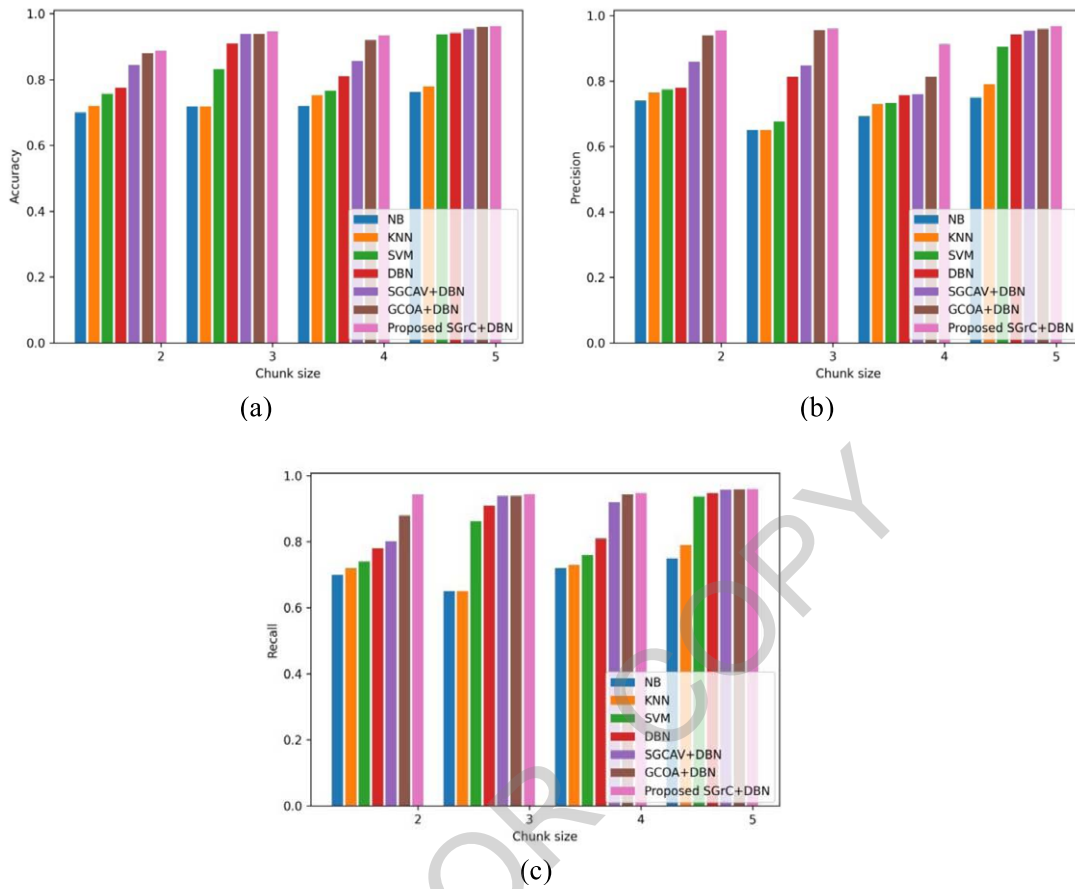 1.0
0.8
0.6
0.4
0.2
0.0
Accuracy
2 3 4 5
Chunk size
NB
KNN
SVM
DBN
SGCAV+DBN
GCOA+DBN
Proposed SGrC+DBN
(a)
1.0
0.8
0.6
0.4
0.2
0.0
Precision
2 3 4 5
Chunk size
NB
KNN
SVM
DBN
SGCAV+DBN
GCOA+DBN
Proposed SGrC+DBN
(b)
1.0
0.8
0.6
0.4
0.2
0.0
Recall
2 3 4 5
Chunk size
NB
KNN
SVM
DBN
SGCAV+DBN
GCOA+DBN
Proposed SGrC+DBN
(c)
OR COPY